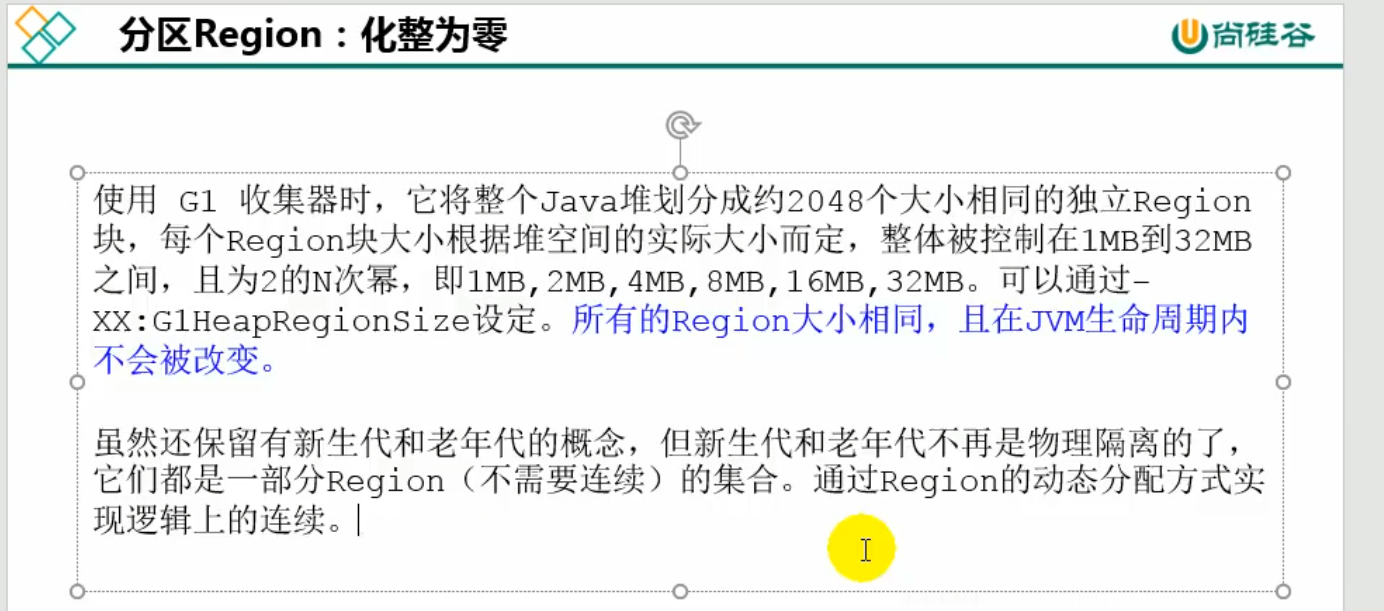 分区Region：化整为零
尚硅谷
使用 G1 收集器时，它将整个Java堆划分成约2048个大小相同的独立Region
块，每个Region块大小根据堆空间的实际大小而定，整体被控制在1MB到32MB
之间，且为2的N次幂，即1MB,2MB,4MB,8MB,16MB,32MB。可以通过-
XX:G1HeapRegionSize设定。所有的Region大小相同，且在JVM生命周期内
不会被改变。
虽然还保留有新生代和老年代的概念，但新生代和老年代不再是物理隔离的了，
它们都是一部分Region（不需要连续）的集合。通过Region的动态分配方式实
现逻辑上的连续。